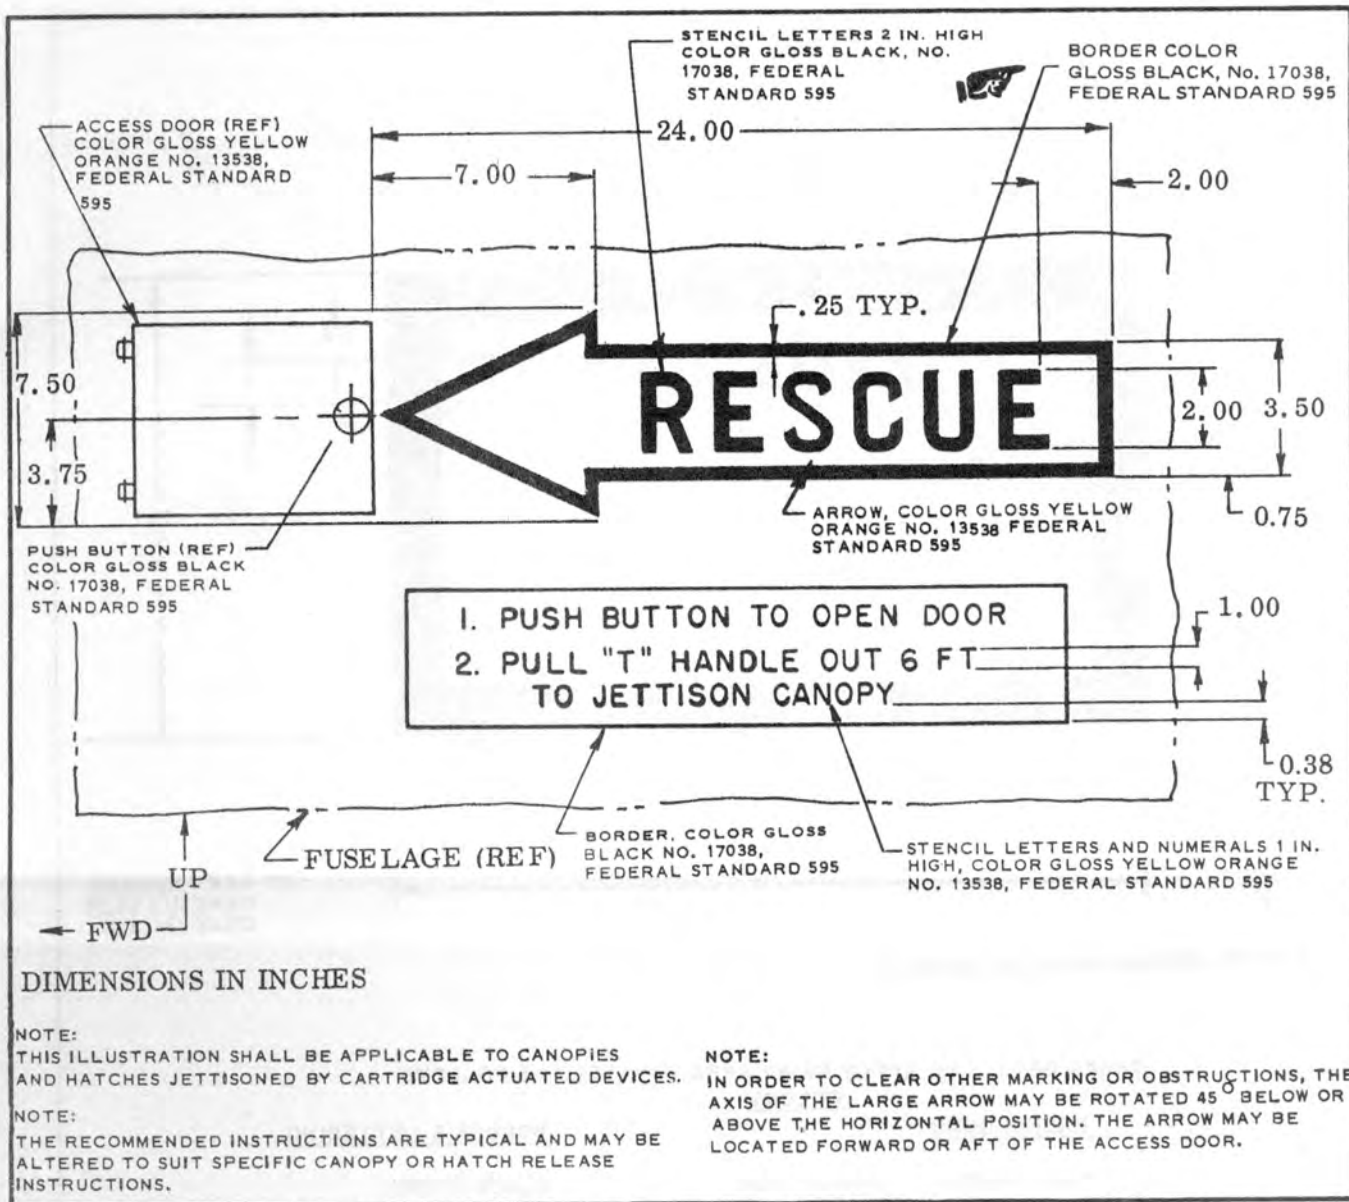 STENCIL LETTERS 2 IN. HIGH
COLOR GLOSS BLACK, NO.
17038, FEDERAL
STANDARD 595
BORDER COLOR
GLOSS BLACK, No. 17038,
FEDERAL STANDARD 595
ACCESS DOOR (REF)
COLOR GLOSS YELLOW
ORANGE NO. 13538,
FEDERAL STANDARD
595
24.00
7.00
2.00
.25 TYP.
7.50
3.75
RESCUE
2.00
3.50
0.75
ARROW, COLOR GLOSS YELLOW
ORANGE NO. 13538 FEDERAL
STANDARD 595
PUSH BUTTON (REF)
COLOR GLOSS BLACK
NO. 17038, FEDERAL
STANDARD 595
1. PUSH BUTTON TO OPEN DOOR
2. PULL "T" HANDLE OUT 6 FT
TO JETTISON CANOPY
1.00
0.38
TYP.
BORDER, COLOR GLOSS
BLACK NO. 17038,
FEDERAL STANDARD 595
STENCIL LETTERS AND NUMERALS 1 IN.
HIGH, COLOR GLOSS YELLOW ORANGE
NO. 13538, FEDERAL STANDARD 595
FUSELAGE (REF)
UP
FWD
DIMENSIONS IN INCHES
NOTE:
THIS ILLUSTRATION SHALL BE APPLICABLE TO CANOPIES
AND HATCHES JETTISONED BY CARTRIDGE ACTUATED DEVICES.
NOTE:
THE RECOMMENDED INSTRUCTIONS ARE TYPICAL AND MAY BE
ALTERED TO SUIT SPECIFIC CANOPY OR HATCH RELEASE
INSTRUCTIONS.
NOTE:
IN ORDER TO CLEAR OTHER MARKING OR OBSTRUCTIONS, THE
AXIS OF THE LARGE ARROW MAY BE ROTATED 45° BELOW OR
ABOVE T,HE HORIZONTAL POSITION. THE ARROW MAY BE
LOCATED FORWARD OR AFT OF THE ACCESS DOOR.